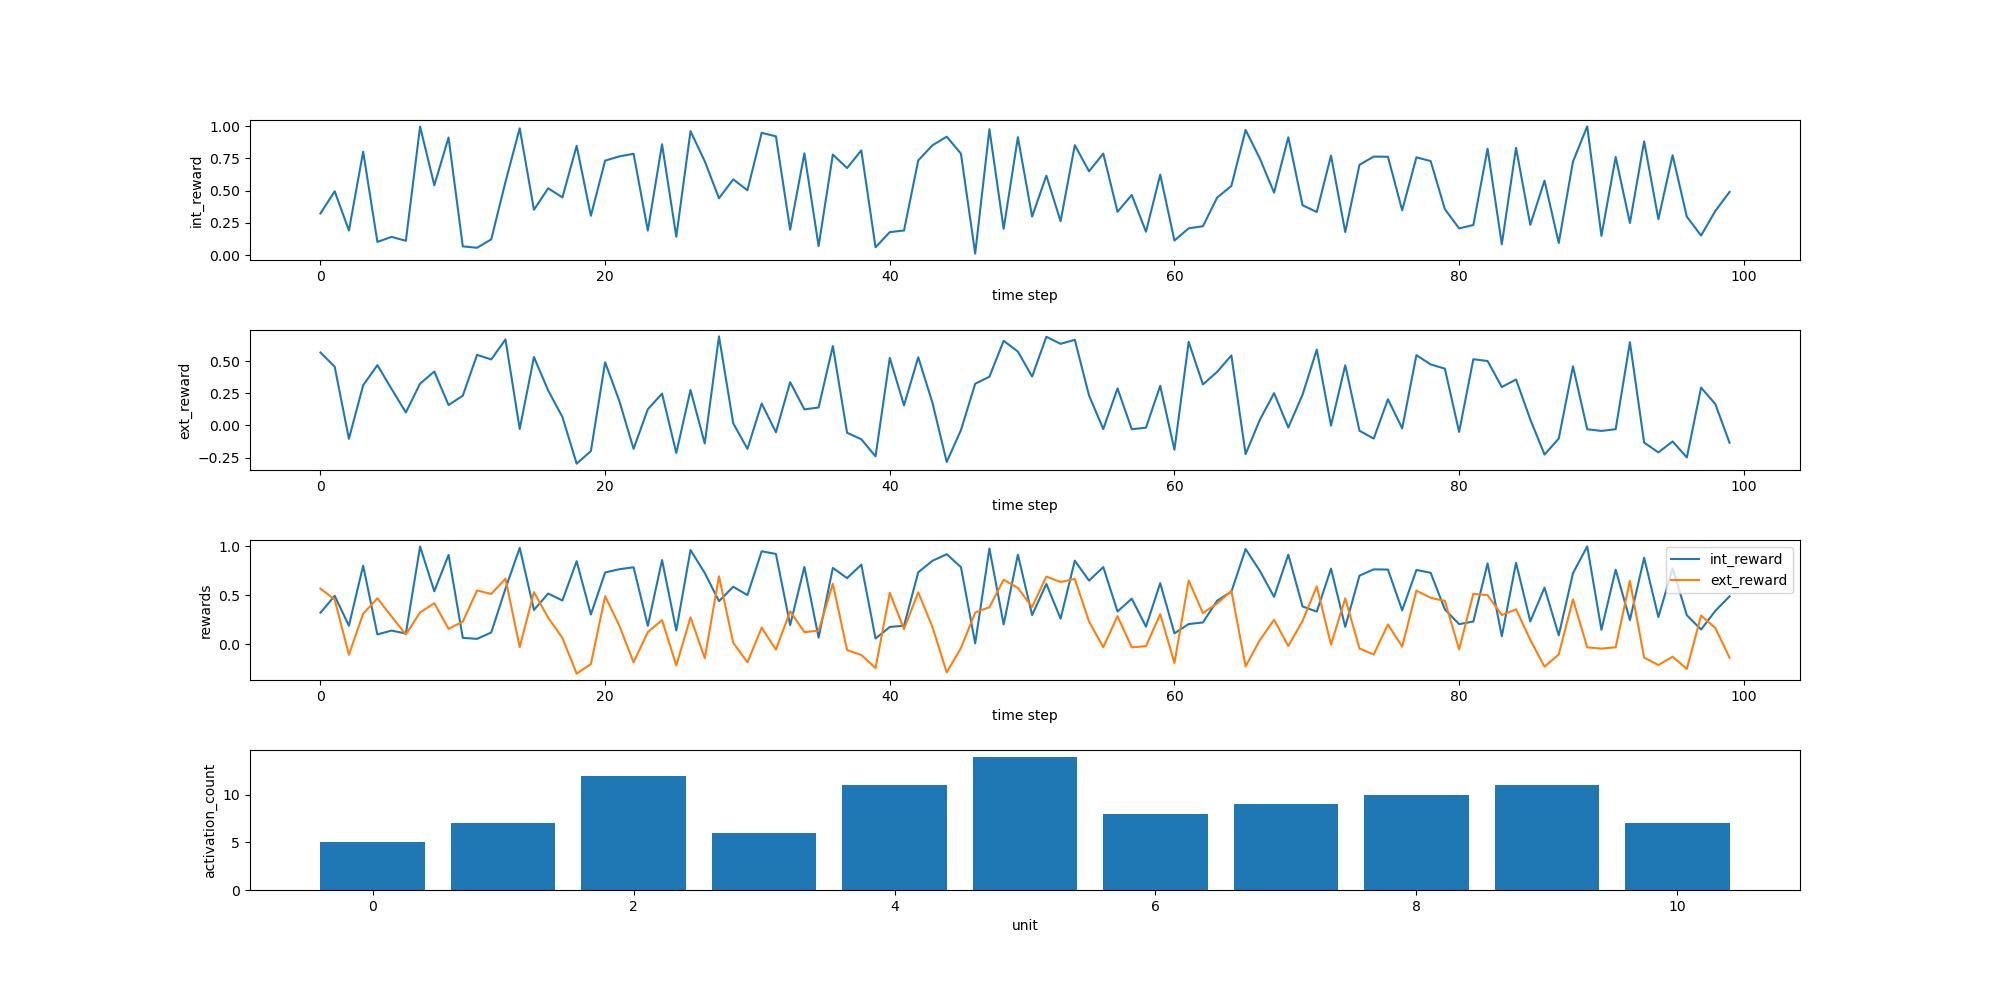 1.00
0.75
0.50
0.25
0.00
int_reward
0 20 40 60 80 100
time step
0.50
0.25
0.00
−0.25
ext_reward
0 20 40 60 80 100
time step
1.0
0.5
0.0
rewards
int_reward
ext_reward
0 20 40 60 80 100
time step
10
5
0
activation_count
0 2 4 6 8 10
unit